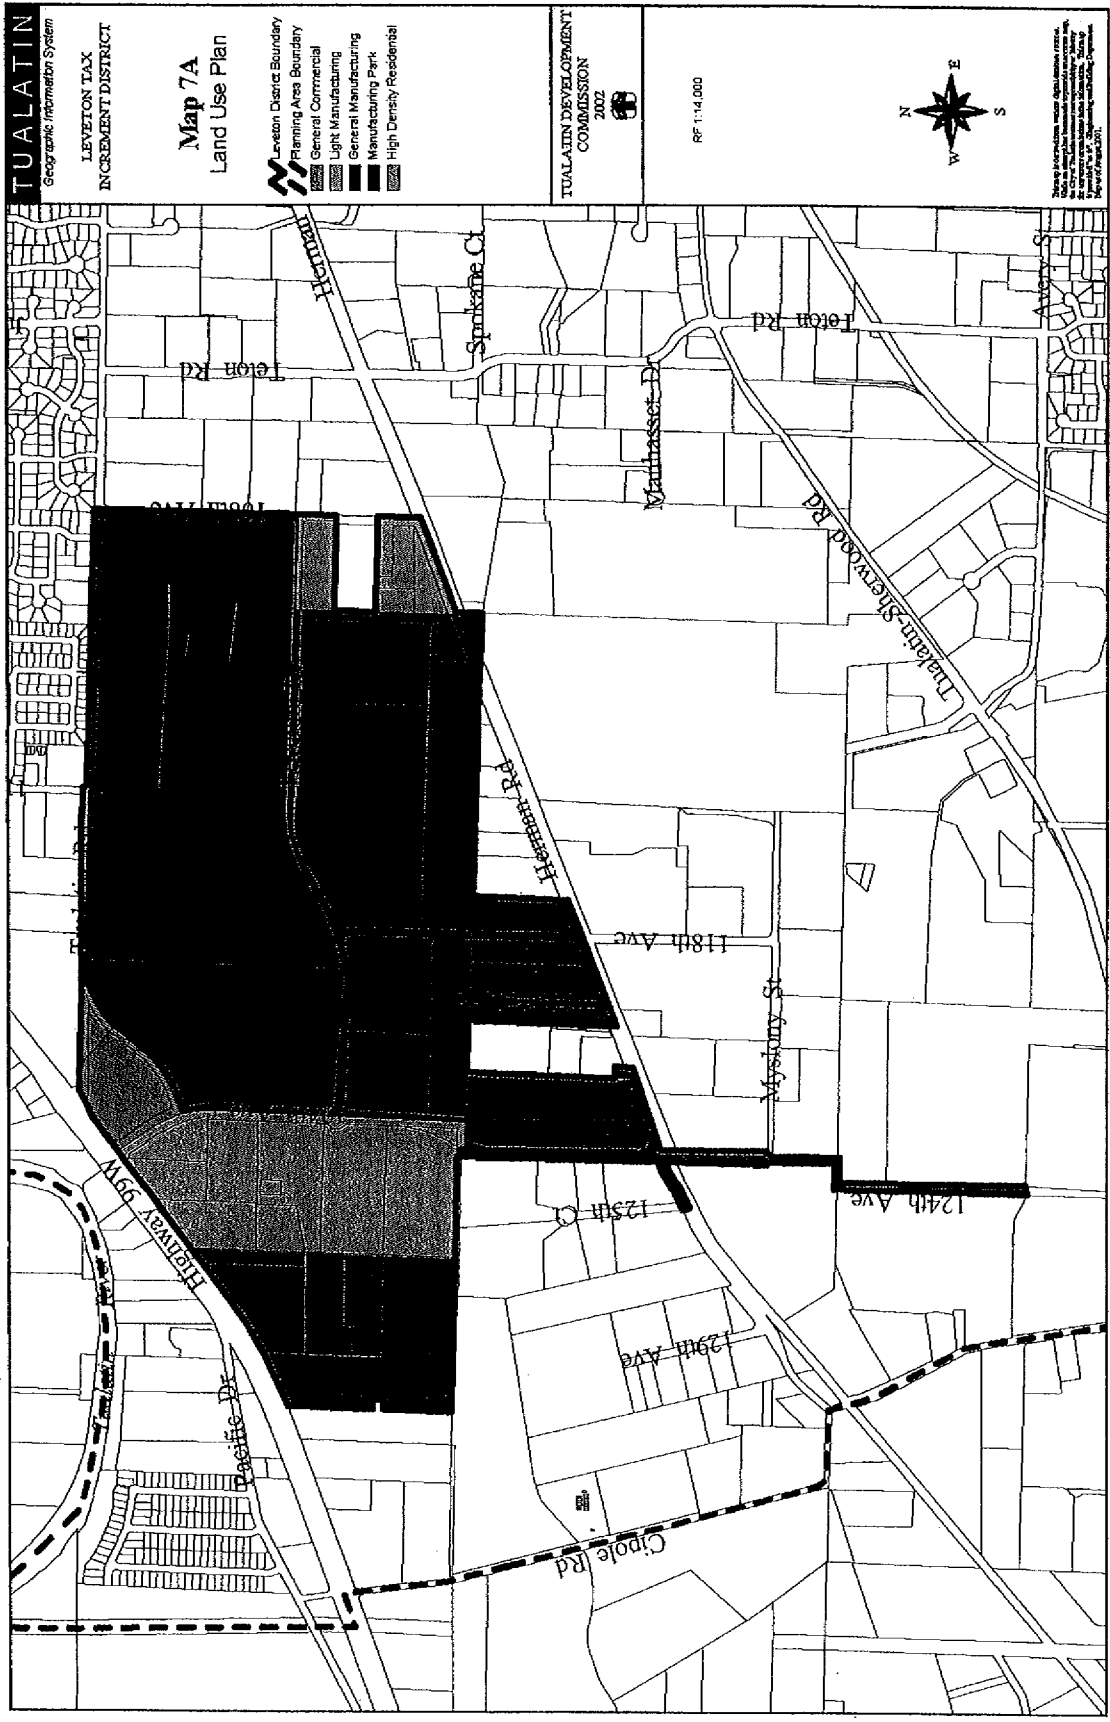 TUALATIN
Geographic Information System
LEVETON TAX
INCREMENT DISTRICT
Map 7A
Land Use Plan
Leveton District Boundary
Planning Area Boundary
General Commercial
Light Manufacturing
General Manufacturing
Manufacturing Park
High Density Residential
TUALATIN DEVELOPMENT
COMMISSION
2002
RF 1:14,000
N
W
E
S
Herman
Spokane Ct
Teton Rd
Teton Rd
Avery St
Manhasset Dr
108th Ave
Tualatin-Sherwood Rd
Herman Rd
118th Ave
Myslony St
Highway 99W
125th
124th Ave
129th Ave
Pacific Dr
Cipole Rd
River